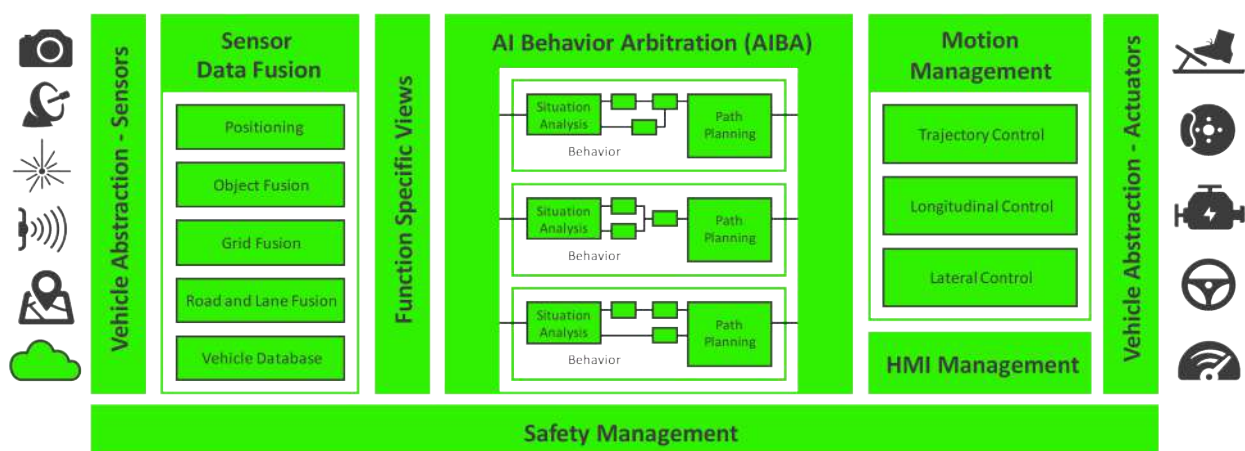 Vehicle Abstraction - Sensors
Sensor
Data Fusion
Positioning
Object Fusion
Grid Fusion
Road and Lane Fusion
Vehicle Database
Function Specific Views
AI Behavior Arbitration (AIBA)
Situation
Analysis
Path
Planning
Behavior
Situation
Analysis
Path
Planning
Behavior
Situation
Analysis
Path
Planning
Behavior
Motion
Management
Trajectory Control
Longitudinal Control
Lateral Control
HMI Management
Vehicle Abstraction - Actuators
Safety Management